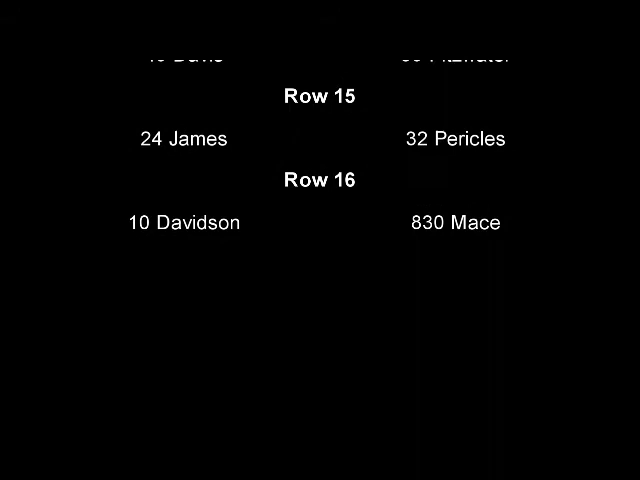 Row 15
24 James 32 Pericles
Row 16
10 Davidson 830 Mace